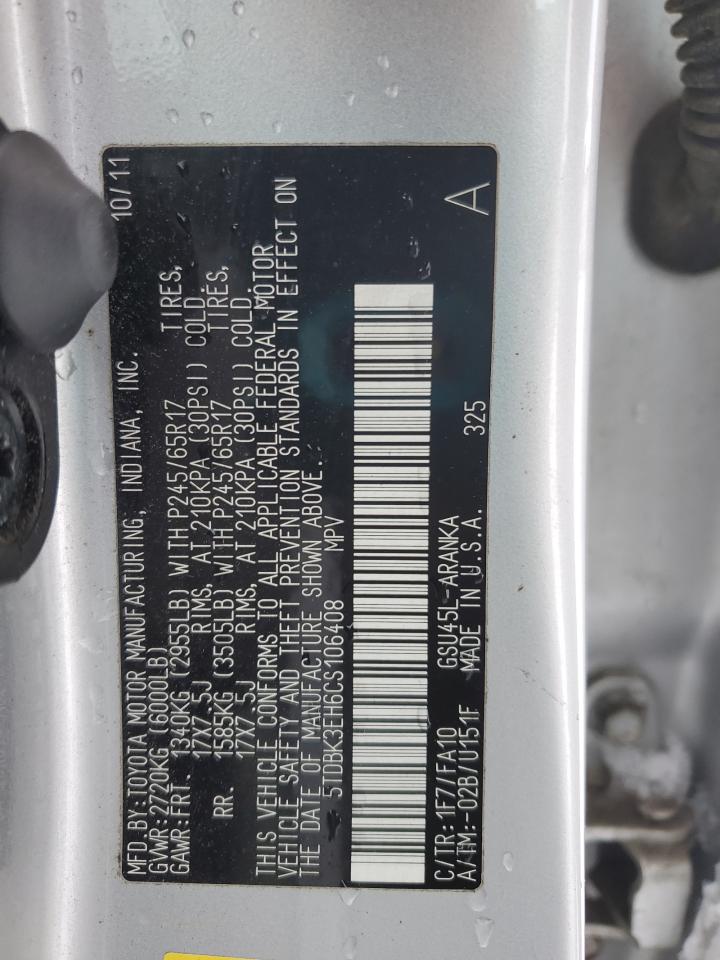 MFD.BY:TOYOTA MOTOR MANUFACTURING, INDIANA, INC. 10/11
GVWR:2720KG (6000LB)
GAWR:FRT. 1340KG (2955LB) WITH P245/65R17 TIRES,
17X7.5J RIMS, AT 210KPA (30PSI) COLD.
RR. 1585KG (3505LB) WITH P245/65R17 TIRES,
17X7.5J RIMS, AT 210KPA (30PSI) COLD.
THIS VEHICLE CONFORMS TO ALL APPLICABLE FEDERAL MOTOR
VEHICLE SAFETY AND THEFT PREVENTION STANDARDS IN EFFECT ON
THE DATE OF MANUFACTURE SHOWN ABOVE.
5TDBK3EH6CS106408 MPV
C/TR:1F7/FA10 GSU45L-ARANKA
A/TM:-02B/U151F MADE IN U.S.A. 325 A